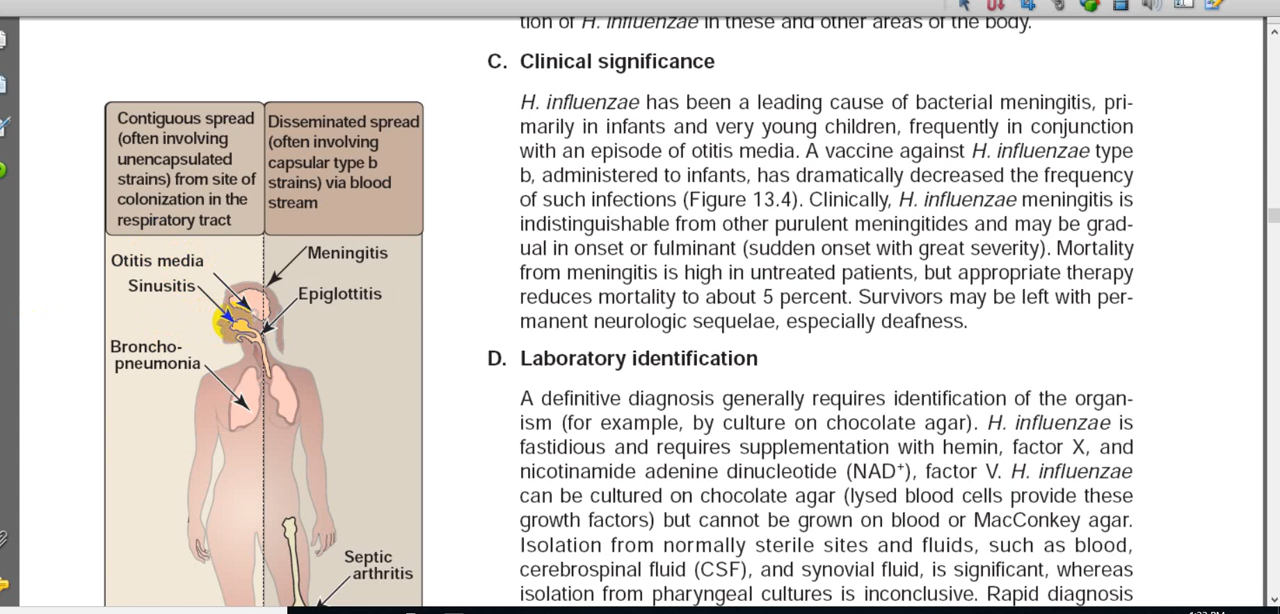 tion of H. influenzae in these and other areas of the body.
C. Clinical significance
H. influenzae has been a leading cause of bacterial meningitis, pri-
marily in infants and very young children, frequently in conjunction
with an episode of otitis media. A vaccine against H. influenzae type
b, administered to infants, has dramatically decreased the frequency
of such infections (Figure 13.4). Clinically, H. influenzae meningitis is
indistinguishable from other purulent meningitides and may be grad-
ual in onset or fulminant (sudden onset with great severity). Mortality
from meningitis is high in untreated patients, but appropriate therapy
reduces mortality to about 5 percent. Survivors may be left with per-
manent neurologic sequelae, especially deafness.
D. Laboratory identification
A definitive diagnosis generally requires identification of the organ-
ism (for example, by culture on chocolate agar). H. influenzae is
fastidious and requires supplementation with hemin, factor X, and
nicotinamide adenine dinucleotide (NAD+), factor V. H. influenzae
can be cultured on chocolate agar (lysed blood cells provide these
growth factors) but cannot be grown on blood or MacConkey agar.
Isolation from normally sterile sites and fluids, such as blood,
cerebrospinal fluid (CSF), and synovial fluid, is significant, whereas
isolation from pharyngeal cultures is inconclusive. Rapid diagnosis
Contiguous spread
(often involving
unencapsulated
strains) from site of
colonization in the
respiratory tract
Disseminated spread
(often involving
capsular type b
strains) via blood
stream
Otitis media
Sinusitis
Broncho-
pneumonia
Meningitis
Epiglottitis
Septic
arthritis